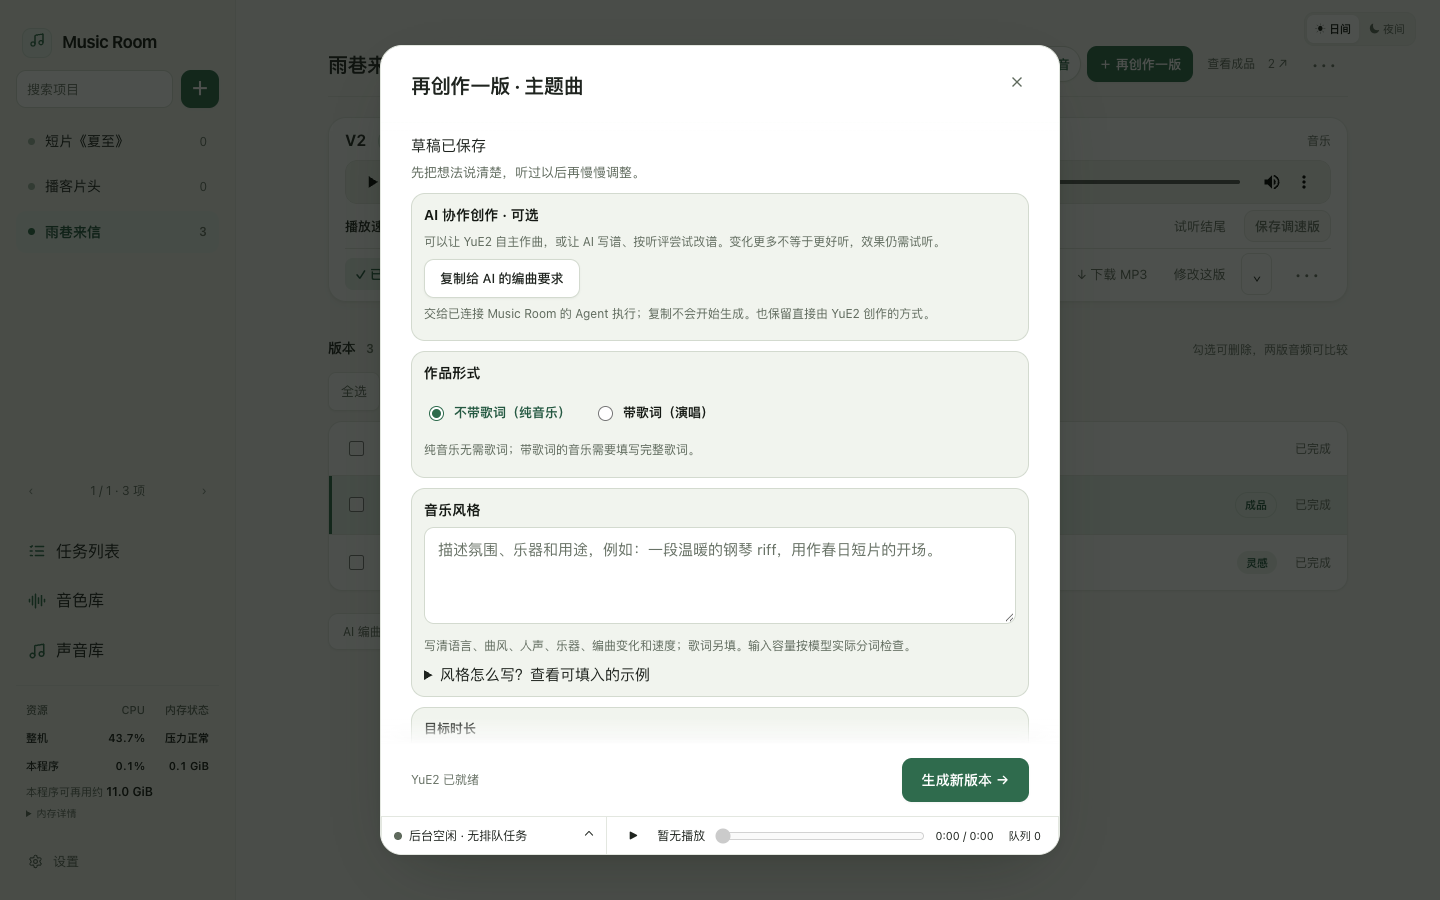 Music Room
搜索项目
短片《夏至》 0
播客片头 0
雨巷来信 3
‹ 1 / 1 · 3 项 ›
任务列表
音色库
声音库
资源 CPU 内存状态
整机 43.7% 压力正常
本程序 0.1% 0.1 GiB
本程序可再用约 11.0 GiB
内存详情
设置
日间 夜间
雨巷来
音
+ 再创作一版
查看成品 2 ↗
V2
音乐
播放速
试听结尾
保存调速版
✓ 已
↓ 下载 MP3
修改这版
版本 3
勾选可删除，两版音频可比较
全选
已完成
成品 已完成
灵感 已完成
AI 编曲
再创作一版 · 主题曲
草稿已保存
先把想法说清楚，听过以后再慢慢调整。
AI 协作创作 · 可选
可以让 YuE2 自主作曲，或让 AI 写谱、按听评尝试改谱。变化更多不等于更好听，效果仍需试听。
复制给 AI 的编曲要求
交给已连接 Music Room 的 Agent 执行；复制不会开始生成。也保留直接由 YuE2 创作的方式。
作品形式
不带歌词（纯音乐） 带歌词（演唱）
纯音乐无需歌词；带歌词的音乐需要填写完整歌词。
音乐风格
描述氛围、乐器和用途，例如：一段温暖的钢琴 riff，用作春日短片的开场。
写清语言、曲风、人声、乐器、编曲变化和速度；歌词另填。输入容量按模型实际分词检查。
风格怎么写？查看可填入的示例
目标时长
YuE2 已就绪
生成新版本 →
后台空闲 · 无排队任务
暂无播放
0:00 / 0:00
队列 0